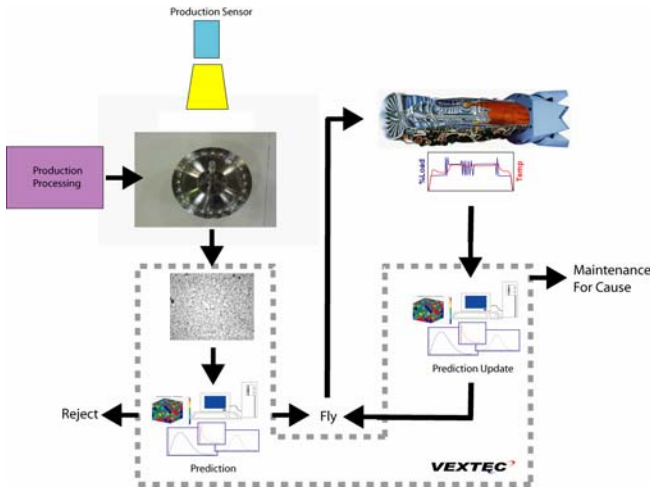 Production Sensor
Production
Processing
%Load
Temp
Maintenance
For Cause
Prediction Update
Reject
Fly
Prediction
VEXTEC